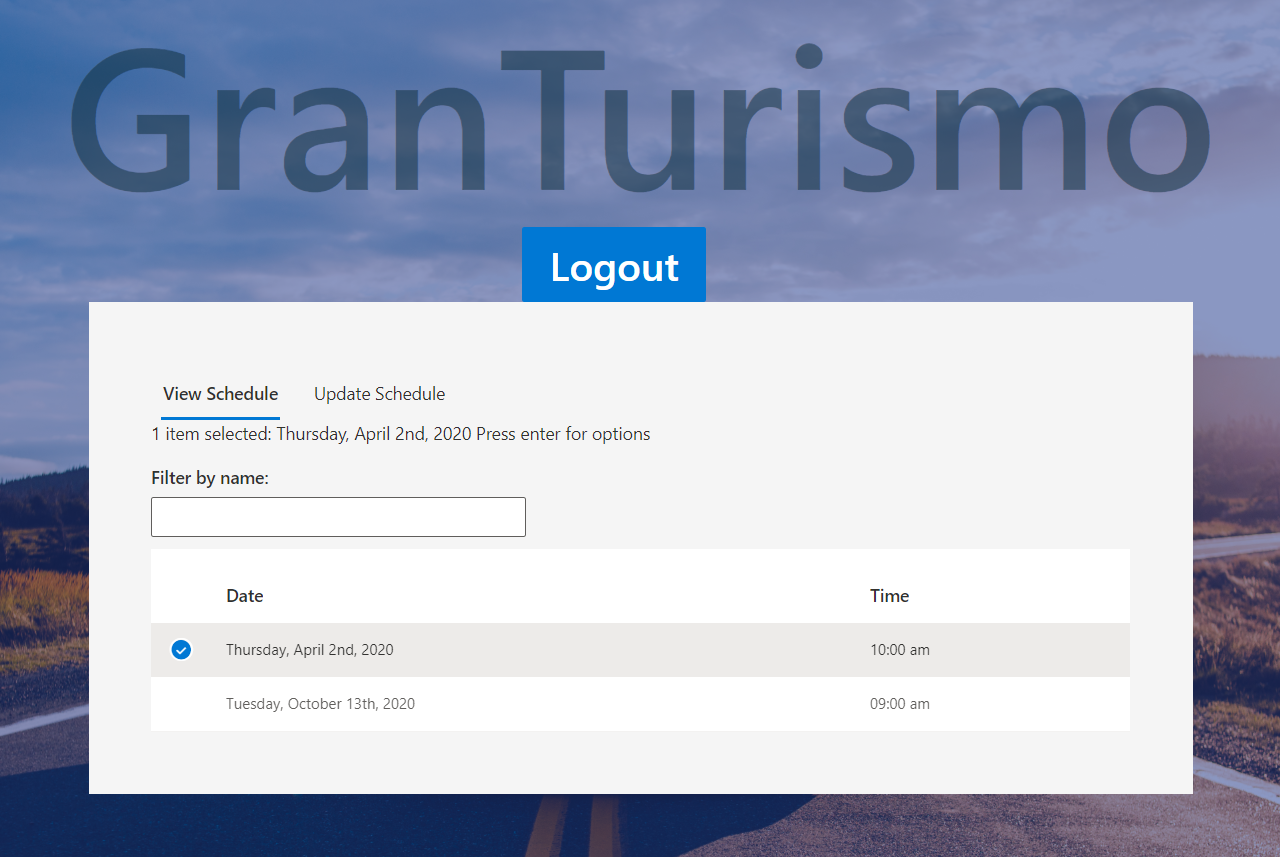 GranTurismo
Logout
View Schedule Update Schedule
1 item selected: Thursday, April 2nd, 2020 Press enter for options
Filter by name:
Date Time
Thursday, April 2nd, 2020 10:00 am
Tuesday, October 13th, 2020 09:00 am